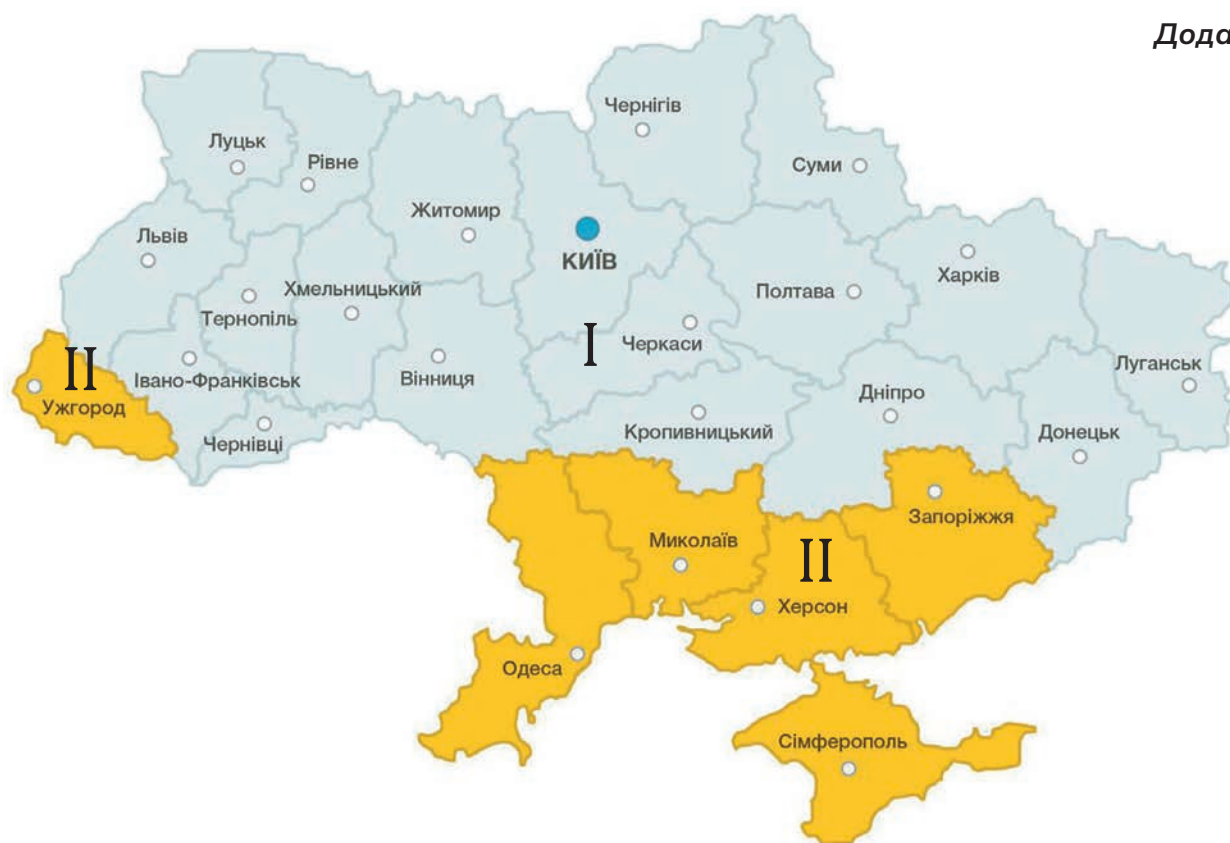 Дода
Чернігів
Луцьк
Рівне
Суми
Житомир
Львів
КИЇВ
Харків
Хмельницький
Полтава
Тернопіль
I
Черкаси
II
Івано-Франківськ
Вінниця
Луганськ
Ужгород
Дніпро
Чернівці
Кропивницький
Донецьк
Запоріжжя
Миколаїв
II
Херсон
Одеса
Сімферополь